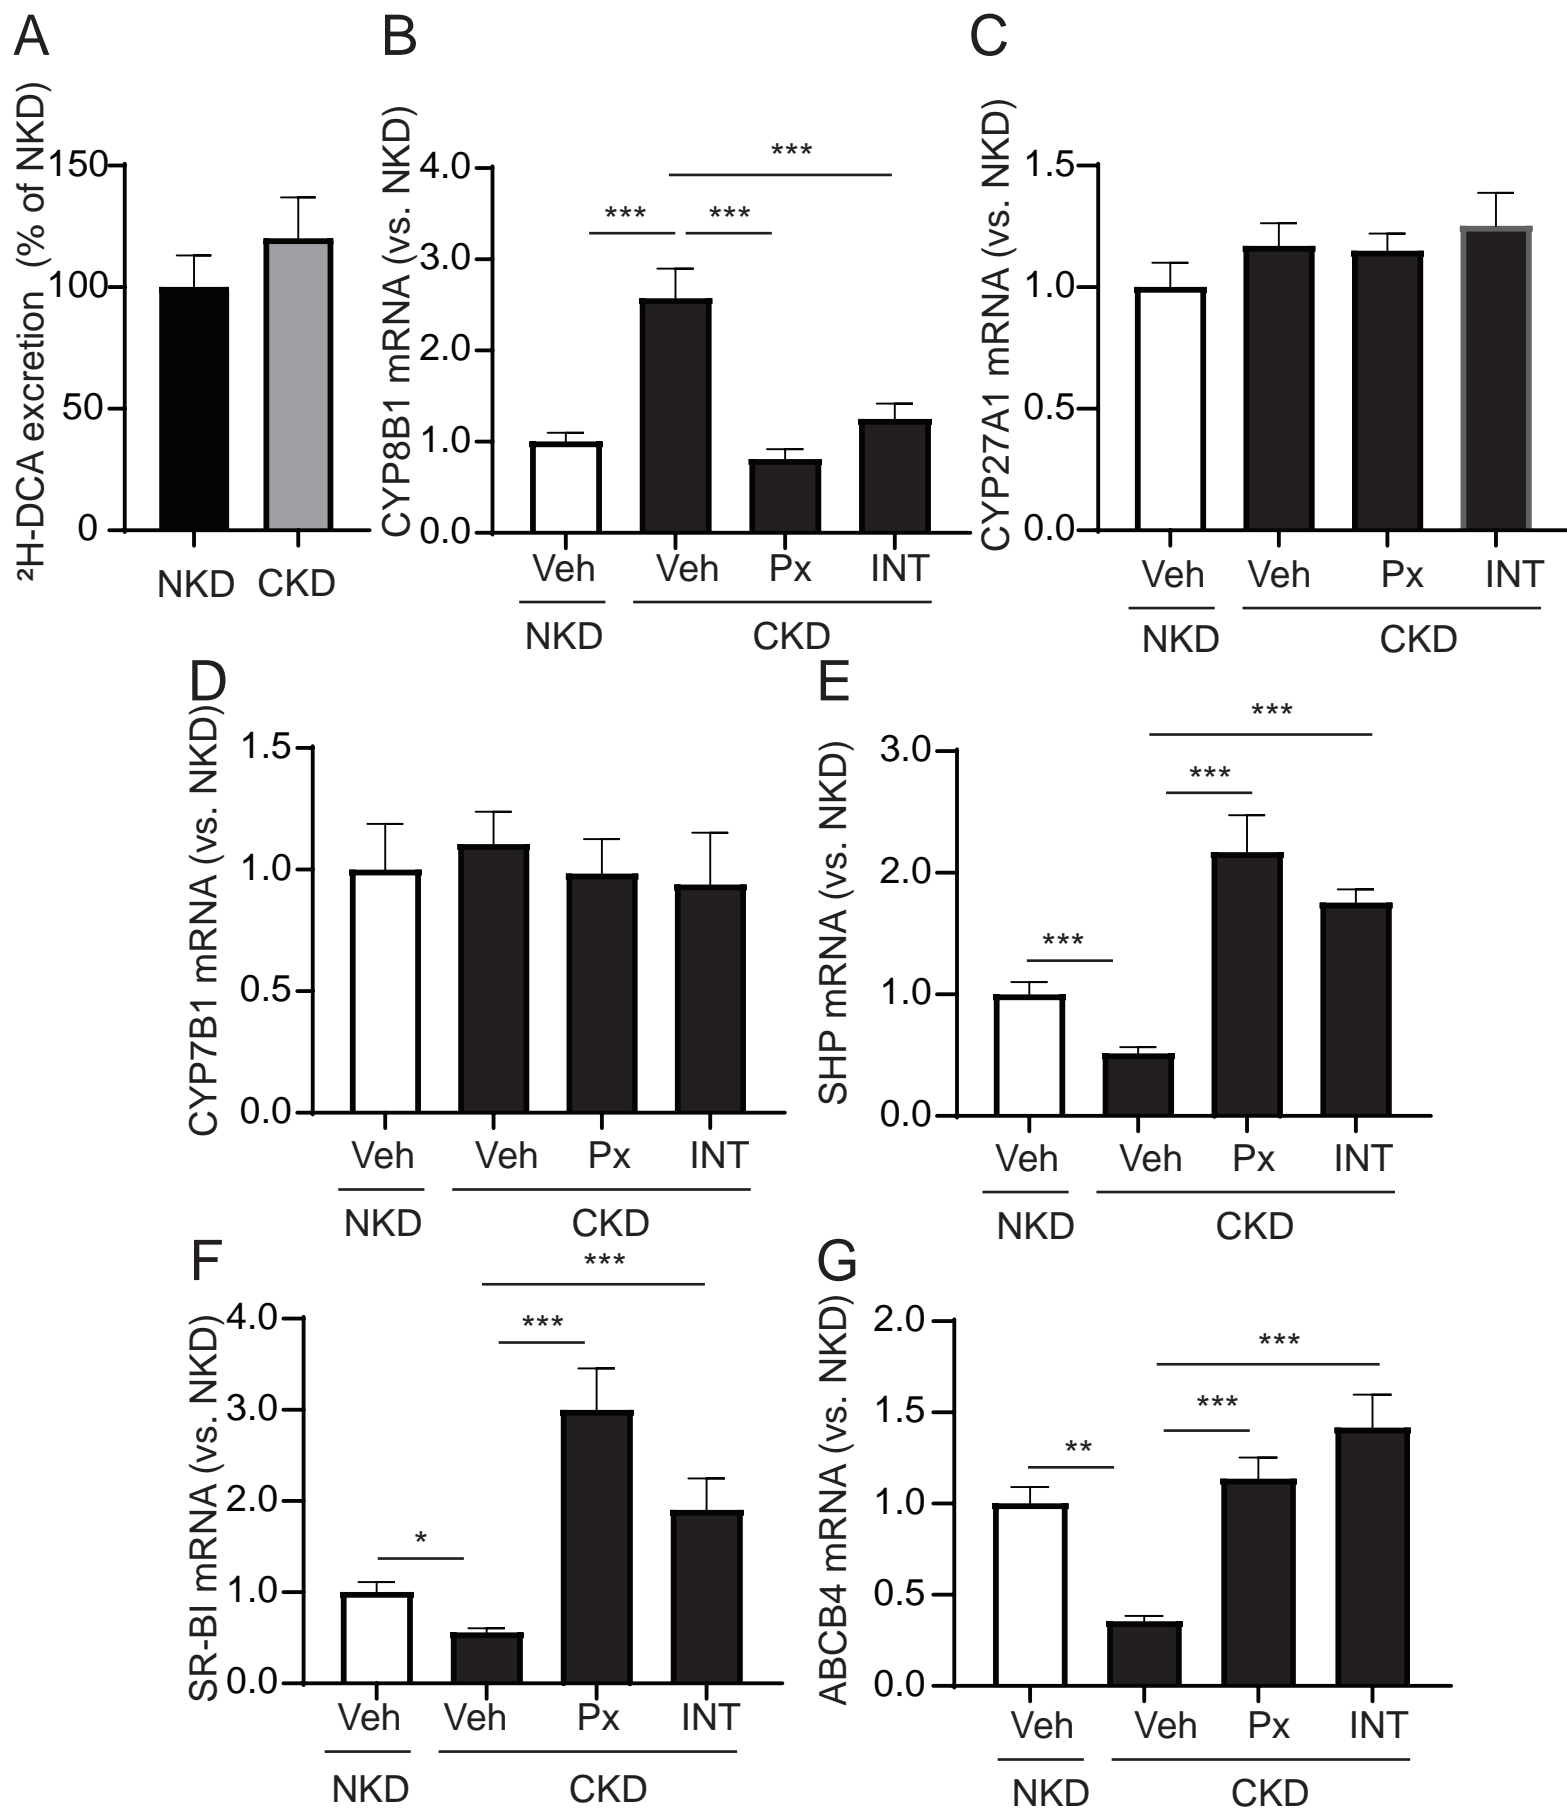 A
²H-DCA excretion (% of NKD)
150
100
50
0
NKD CKD
B
CYP8B1 mRNA (vs. NKD)
4.0
3.0
2.0
1.0
0.0
***
*** ***
Veh Veh Px INT
NKD CKD
C
CYP27A1 mRNA (vs. NKD)
1.5
1.0
0.5
0.0
Veh Veh Px INT
NKD CKD
D
CYP7B1 mRNA (vs. NKD)
1.5
1.0
0.5
0.0
Veh Veh Px INT
NKD CKD
E
SHP mRNA (vs. NKD)
3.0
2.0
1.0
0.0
***
***
***
Veh Veh Px INT
NKD CKD
F
SR-BI mRNA (vs. NKD)
4.0
3.0
2.0
1.0
0.0
***
***
*
Veh Veh Px INT
NKD CKD
G
ABCB4 mRNA (vs. NKD)
2.0
1.5
1.0
0.5
0.0
***
***
**
Veh Veh Px INT
NKD CKD